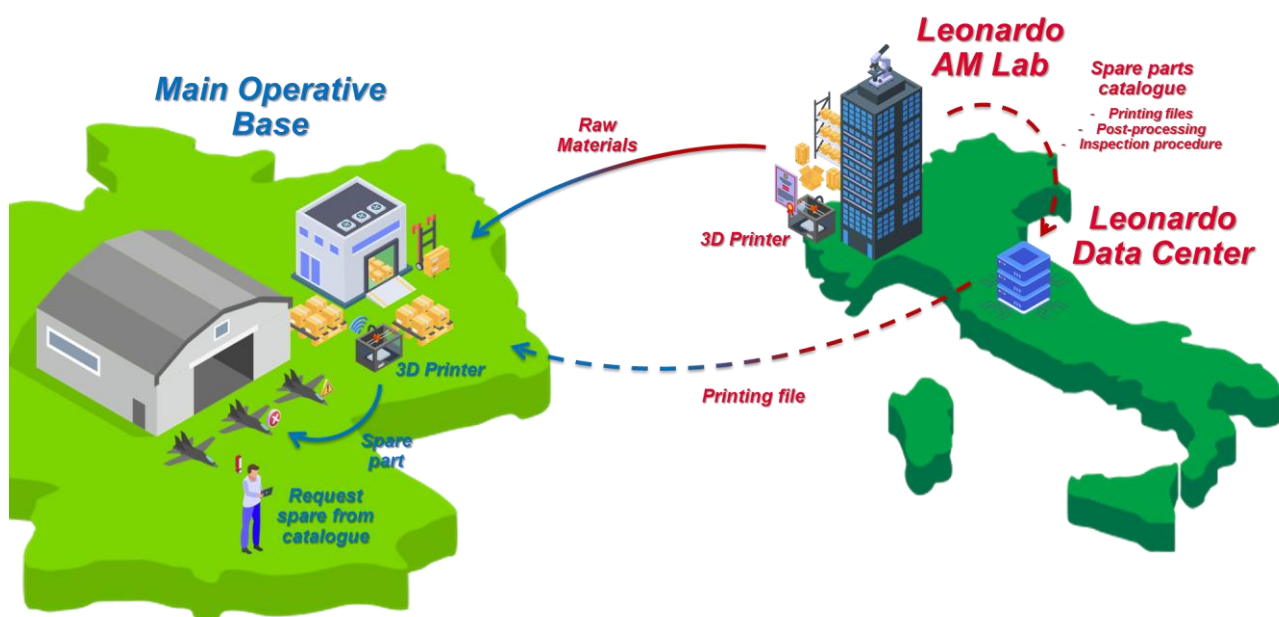 Main Operative
Base
Raw
Materials
Leonardo
AM Lab
Spare parts
catalogue
- Printing files
- Post-processing
- Inspection procedure
3D Printer
Leonardo
Data Center
3D Printer
Printing file
Spare
part
Request
spare from
catalogue